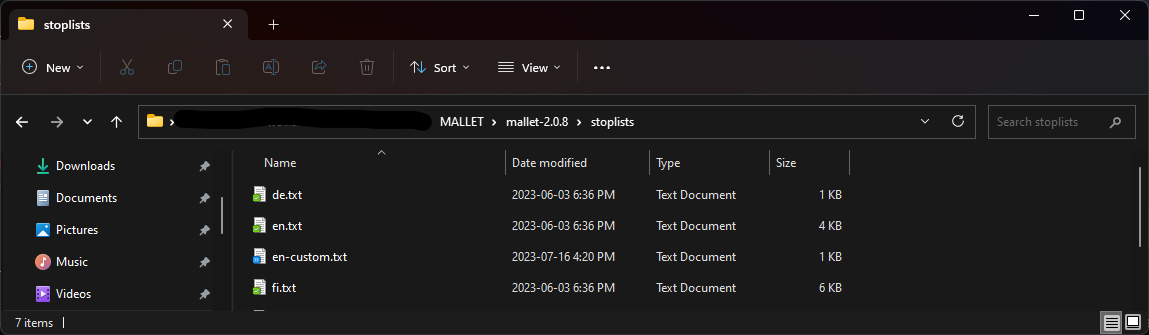 stoplists
New
Sort
View
MALLET mallet-2.0.8 stoplists
Search stoplists
Downloads
Documents
Pictures
Music
Videos
Name Date modified Type Size
de.txt 2023-06-03 6:36 PM Text Document 1 KB
en.txt 2023-06-03 6:36 PM Text Document 4 KB
en-custom.txt 2023-07-16 4:20 PM Text Document 1 KB
fi.txt 2023-06-03 6:36 PM Text Document 6 KB
7 items